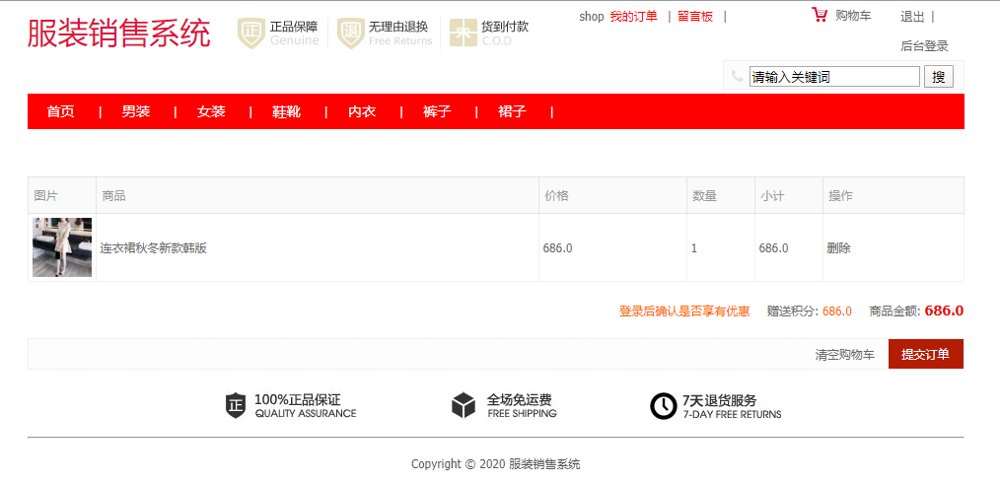 服装销售系统
正 正品保障 Genuine
退 无理由退换 Free Returns
货到付款 C.O.D
shop 我的订单 | 留言板 |
购物车
退出 |
后台登录
请输入关键词 搜
首页 | 男装 | 女装 | 鞋靴 | 内衣 | 裤子 | 裙子 |
图片 商品 价格 数量 小计 操作
连衣裙秋冬新款韩版 686.0 1 686.0 删除
登录后确认是否享有优惠 赠送积分: 686.0 商品金额: 686.0
清空购物车 提交订单
正 100%正品保证
QUALITY ASSURANCE
全场免运费
FREE SHIPPING
7天退货服务
7-DAY FREE RETURNS
Copyright © 2020 服装销售系统